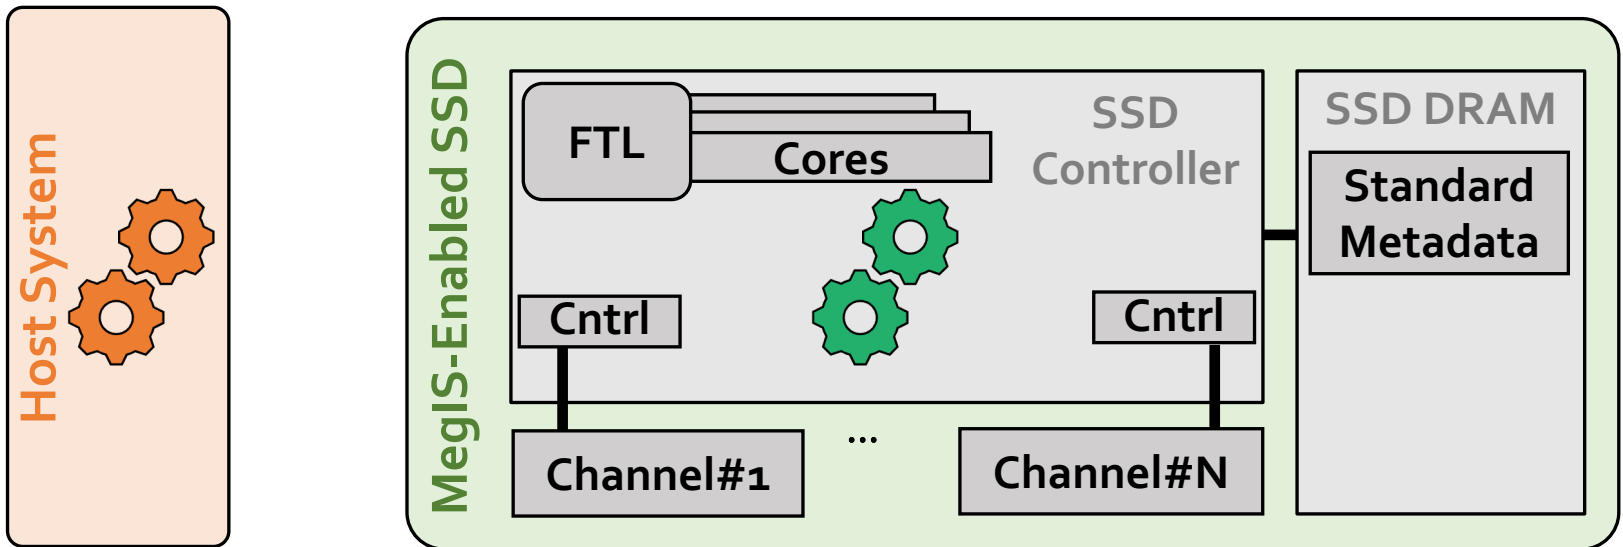 Host System
MegIS-Enabled SSD
FTL
Cores
SSD
Controller
Cntrl
Cntrl
Channel#1
...
Channel#N
SSD DRAM
Standard
Metadata